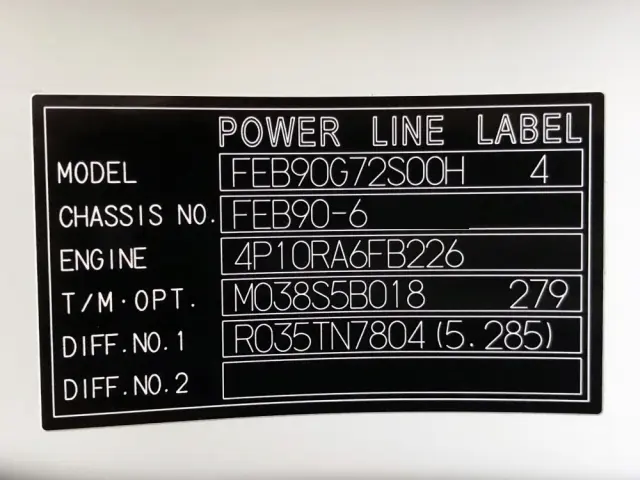 POWER LINE LABEL
MODEL FEB90G72S00H 4
CHASSIS NO. FEB90-6
ENGINE 4P10RA6FB226
T/M·OPT. M038S5B018 279
DIFF.NO.1 R035TN7804(5.285)
DIFF.NO.2